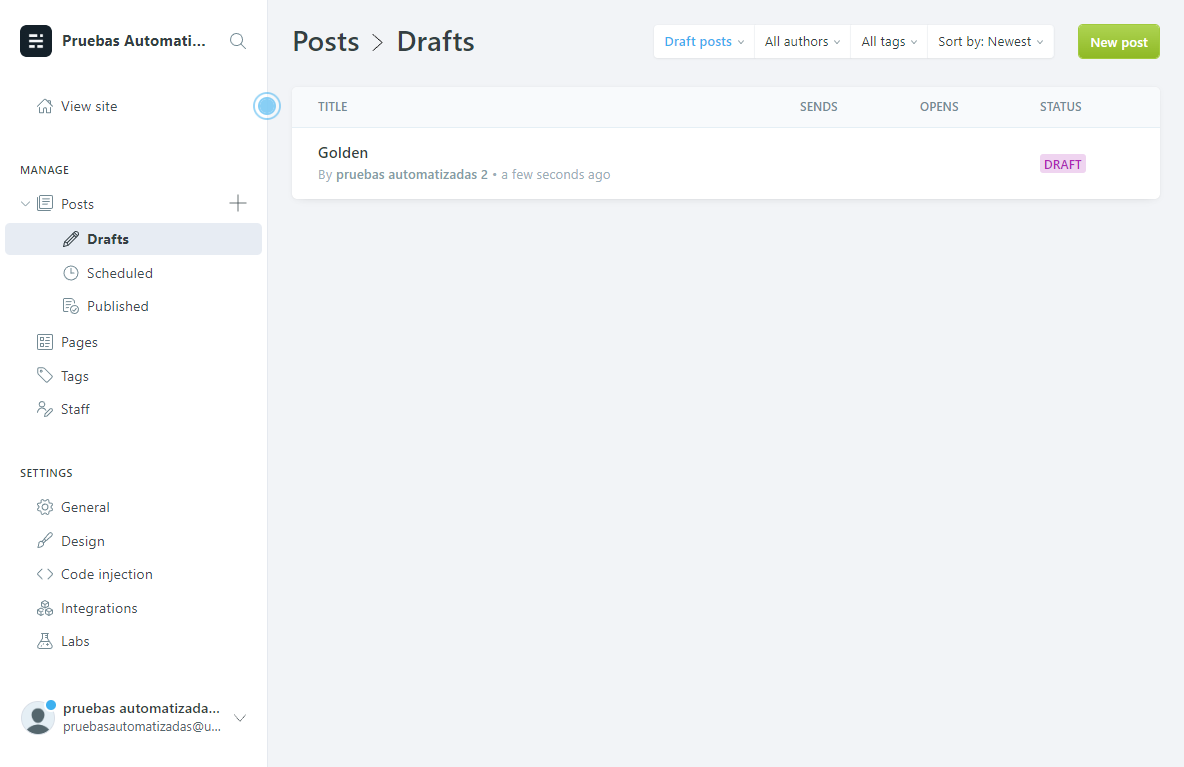 Pruebas Automati...
View site
MANAGE
Posts
Drafts
Scheduled
Published
Pages
Tags
Staff
SETTINGS
General
Design
Code injection
Integrations
Labs
pruebas automatizada...
pruebasautomatizadas@u...
Posts > Drafts
Draft posts All authors All tags Sort by: Newest New post
TITLE SENDS OPENS STATUS
Golden
By pruebas automatizadas 2 • a few seconds ago
DRAFT